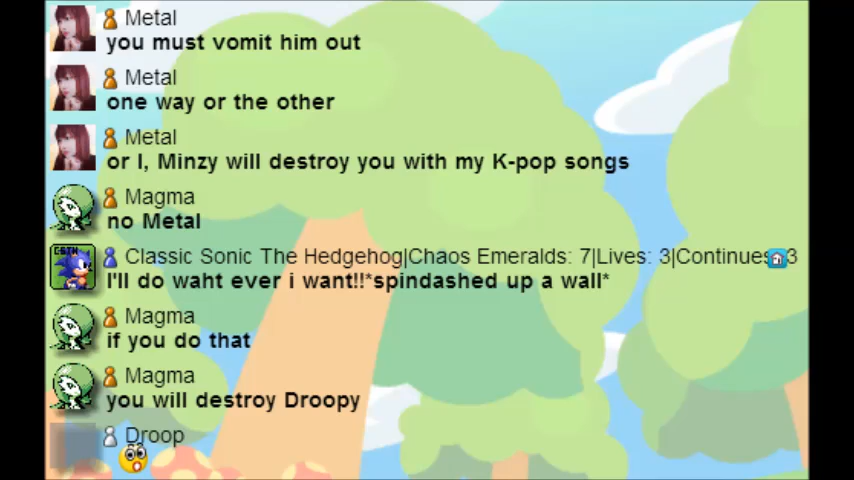 Metal
you must vomit him out
Metal
one way or the other
Metal
or I, Minzy will destroy you with my K-pop songs
Magma
no Metal
Classic Sonic The Hedgehog|Chaos Emeralds: 7|Lives: 3|Continues: 3
I'll do waht ever i want!!*spindashed up a wall*
Magma
if you do that
Magma
you will destroy Droopy
Droop